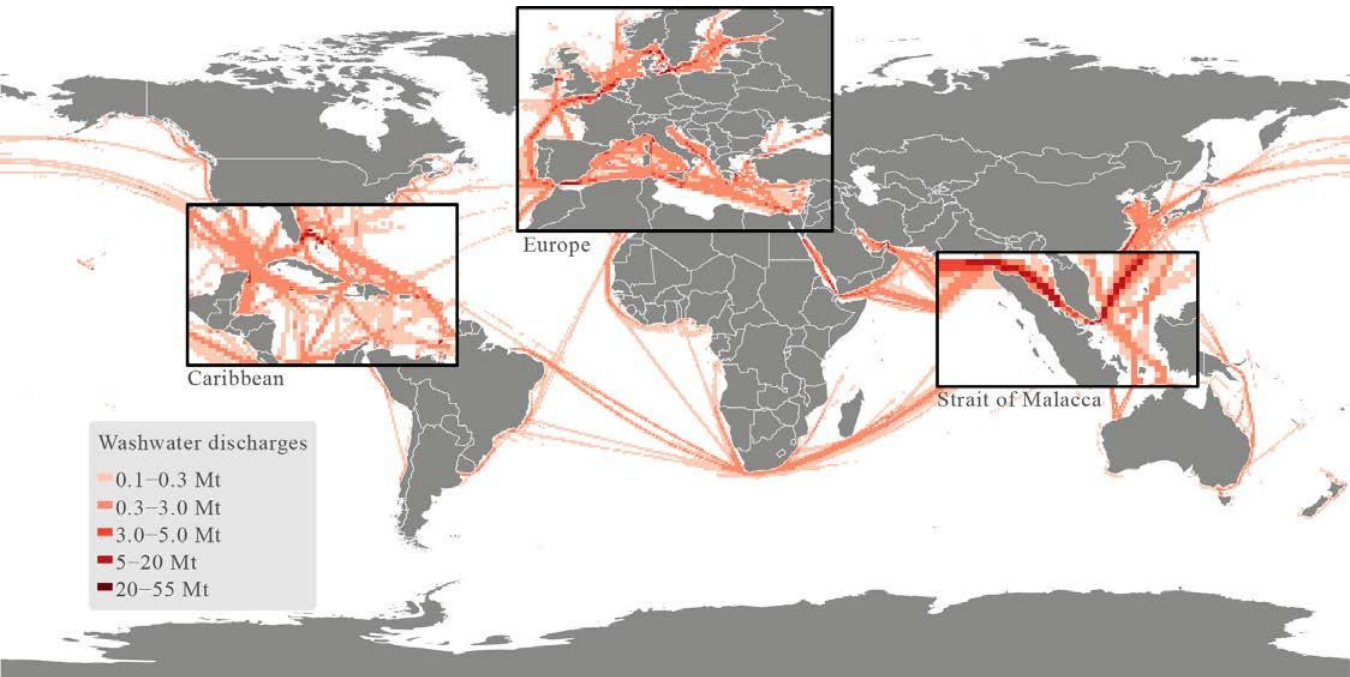 Europe
Caribbean
Strait of Malacca
Washwater discharges
0.1−0.3 Mt
0.3−3.0 Mt
3.0−5.0 Mt
5−20 Mt
20−55 Mt